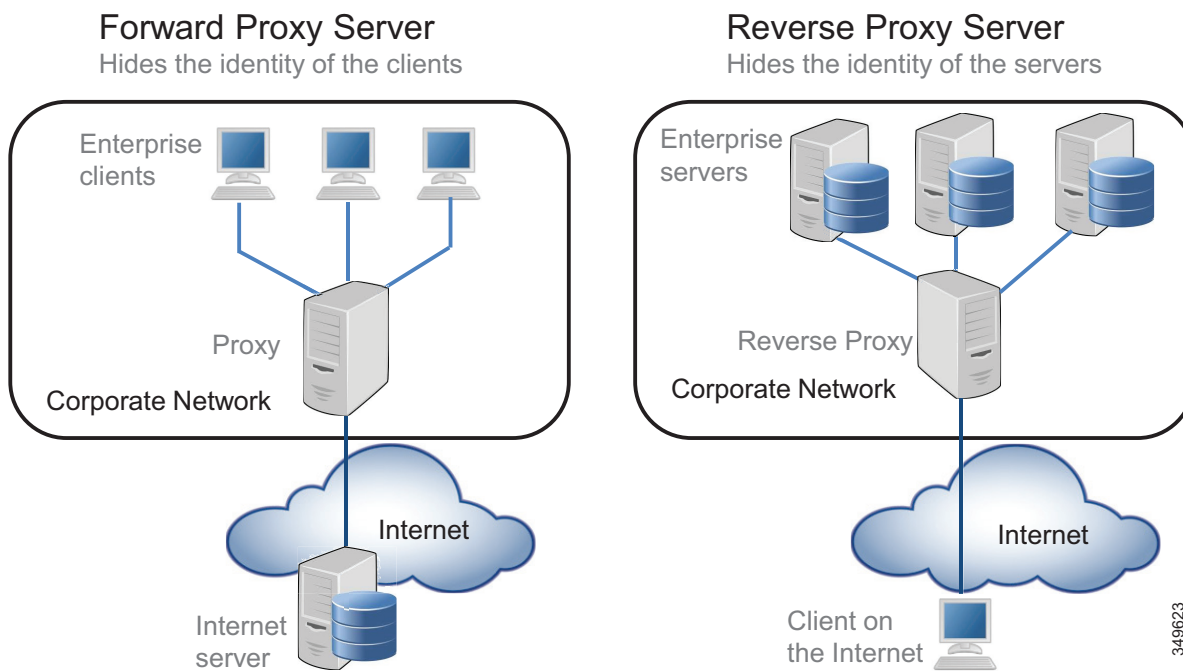 Forward Proxy Server
Hides the identity of the clients
Enterprise
clients
Proxy
Corporate Network
Internet
Internet
server
Reverse Proxy Server
Hides the identity of the servers
Enterprise
servers
Reverse Proxy
Corporate Network
Internet
Client on
the Internet
349623